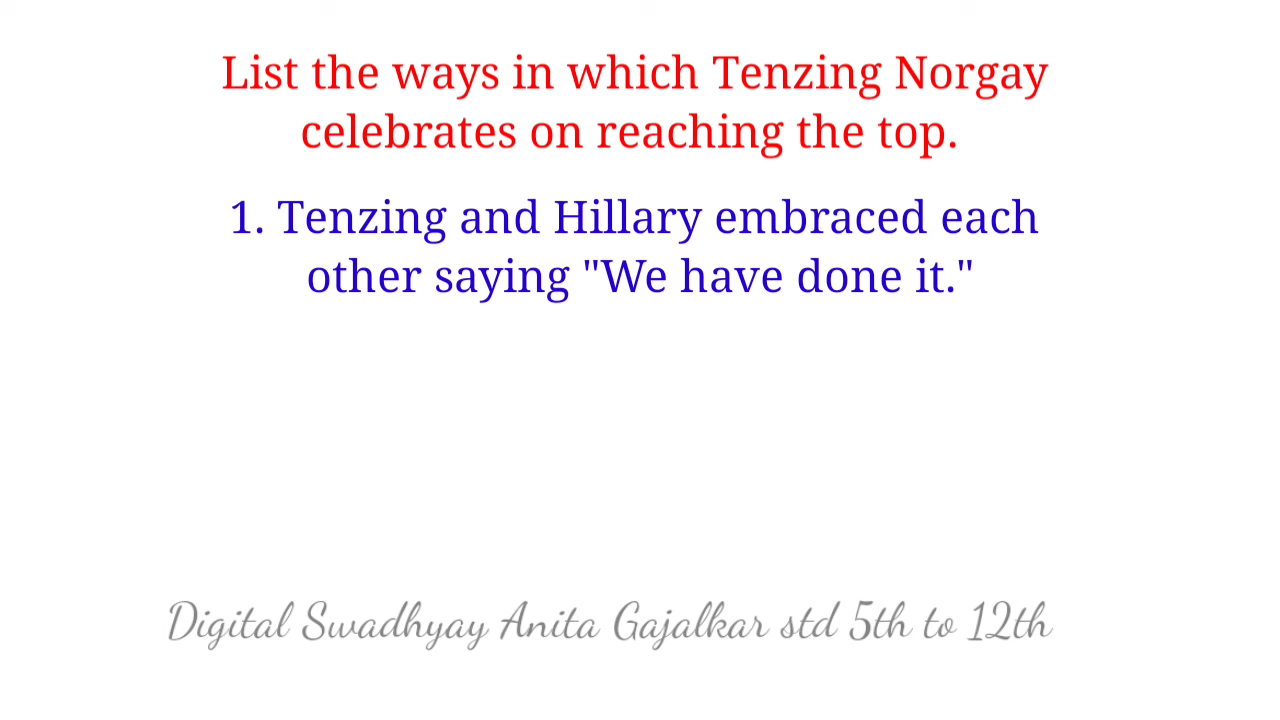 List the ways in which Tenzing Norgay
celebrates on reaching the top.
1. Tenzing and Hillary embraced each
other saying "We have done it."
Digital Swadhyay Anita Gajalkar std 5th to 12th